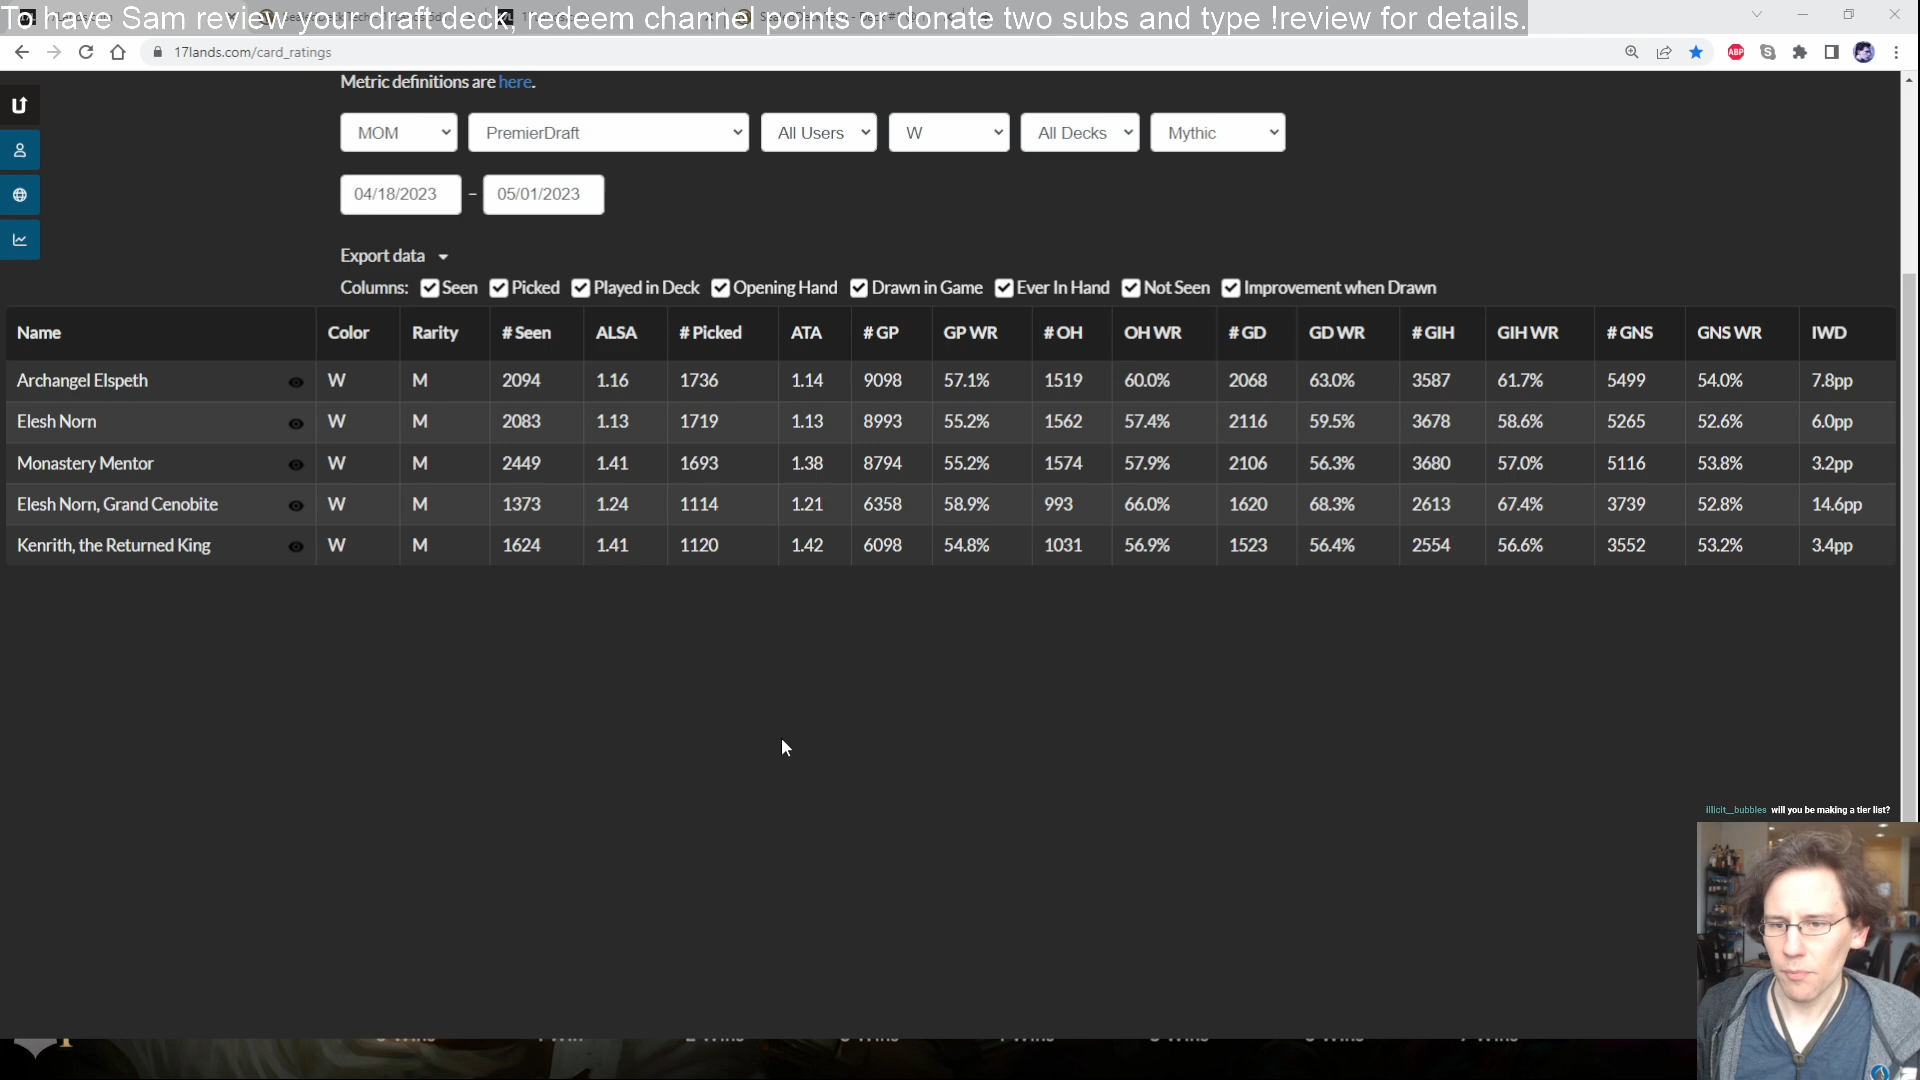 To have Sam review your draft deck, redeem channel points or donate two subs and type !review for details.
17lands.com/card_ratings
ABP
Metric definitions are here.
MOM PremierDraft All Users W All Decks Mythic
04/18/2023 – 05/01/2023
Export data
Columns: Seen Picked Played in Deck Opening Hand Drawn in Game Ever In Hand Not Seen Improvement when Drawn
Name Color Rarity # Seen ALSA # Picked ATA # GP GP WR # OH OH WR # GD GD WR # GIH GIH WR # GNS GNS WR IWD
Archangel Elspeth W M 2094 1.16 1736 1.14 9098 57.1% 1519 60.0% 2068 63.0% 3587 61.7% 5499 54.0% 7.8pp
Elesh Norn W M 2083 1.13 1719 1.13 8993 55.2% 1562 57.4% 2116 59.5% 3678 58.6% 5265 52.6% 6.0pp
Monastery Mentor W M 2449 1.41 1693 1.38 8794 55.2% 1574 57.9% 2106 56.3% 3680 57.0% 5116 53.8% 3.2pp
Elesh Norn, Grand Cenobite W M 1373 1.24 1114 1.21 6358 58.9% 993 66.0% 1620 68.3% 2613 67.4% 3739 52.8% 14.6pp
Kenrith, the Returned King W M 1624 1.41 1120 1.42 6098 54.8% 1031 56.9% 1523 56.4% 2554 56.6% 3552 53.2% 3.4pp
illicit__bubbles will you be making a tier list?